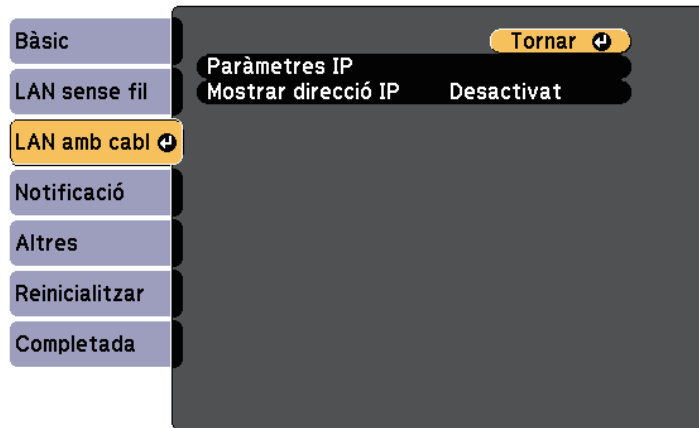 Bàsic
LAN sense fil
LAN amb cabl
Notificació
Altres
Reinicialitzar
Completada
Tornar
Paràmetres IP
Mostrar direcció IP Desactivat